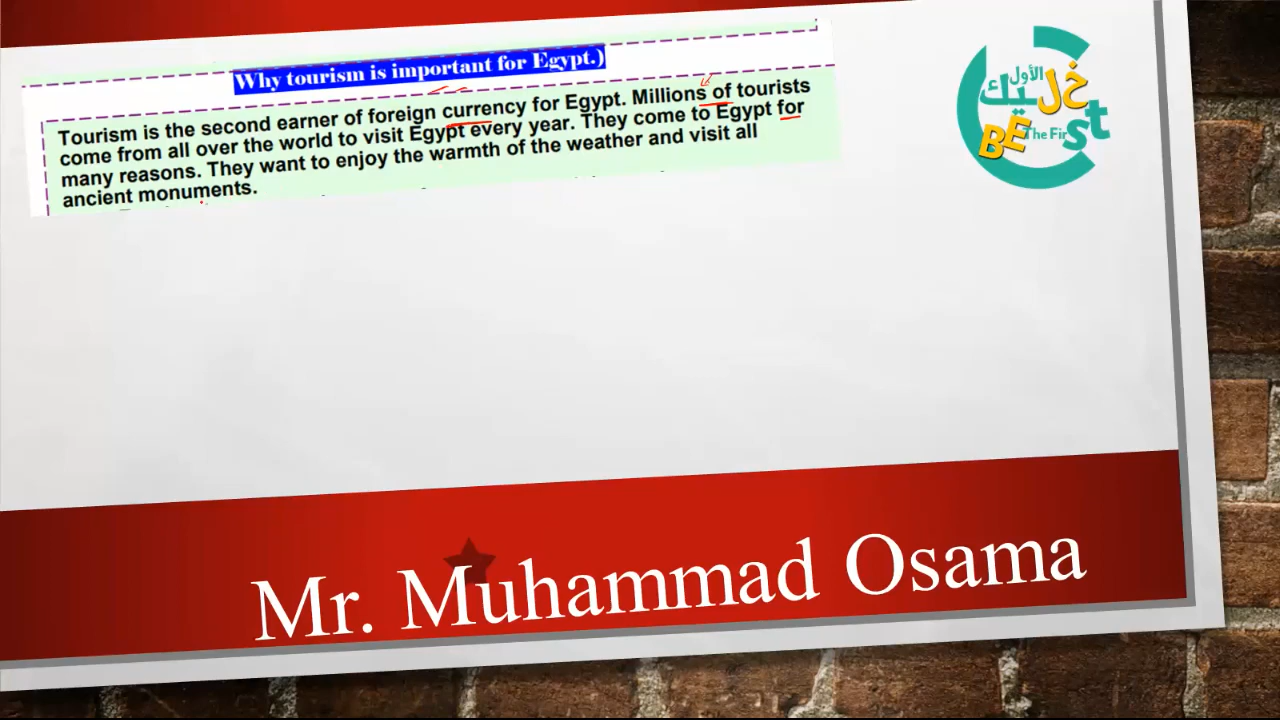 Why tourism is important for Egypt.)
Tourism is the second earner of foreign currency for Egypt. Millions of tourists
come from all over the world to visit Egypt every year. They come to Egypt for
many reasons. They want to enjoy the warmth of the weather and visit all
ancient monuments.
خليك الأول
BE The First
Mr. Muhammad Osama